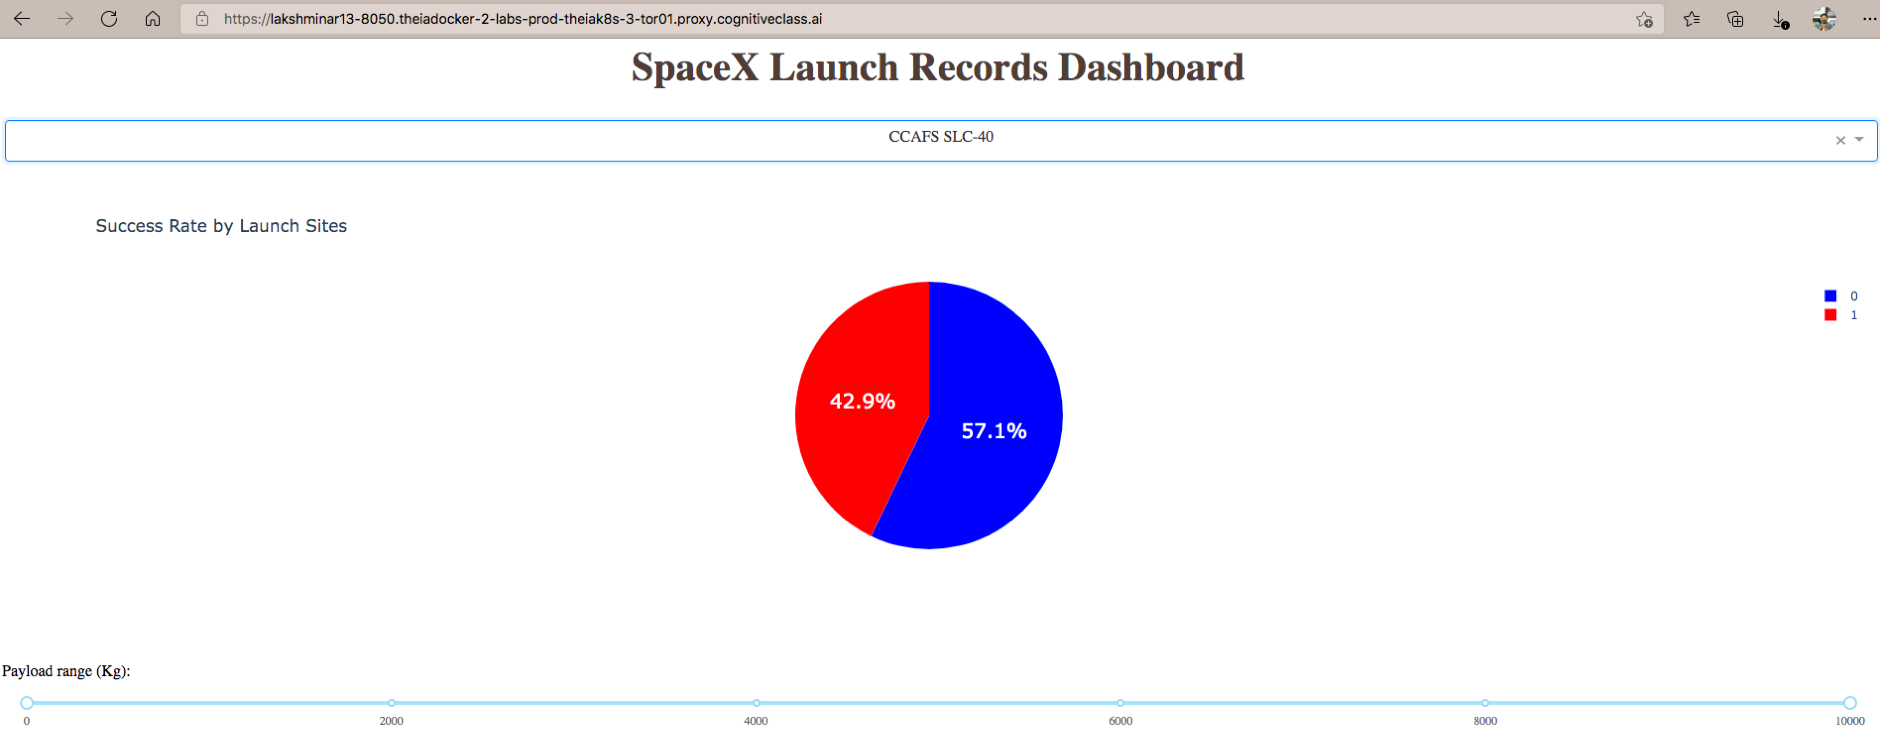 https://lakshminar13-8050.theiadocker-2-labs-prod-theiak8s-3-tor01.proxy.cognitiveclass.ai
SpaceX Launch Records Dashboard
CCAFS SLC-40
Success Rate by Launch Sites
0
1
42.9%
57.1%
Payload range (Kg):
0 2000 4000 6000 8000 10000